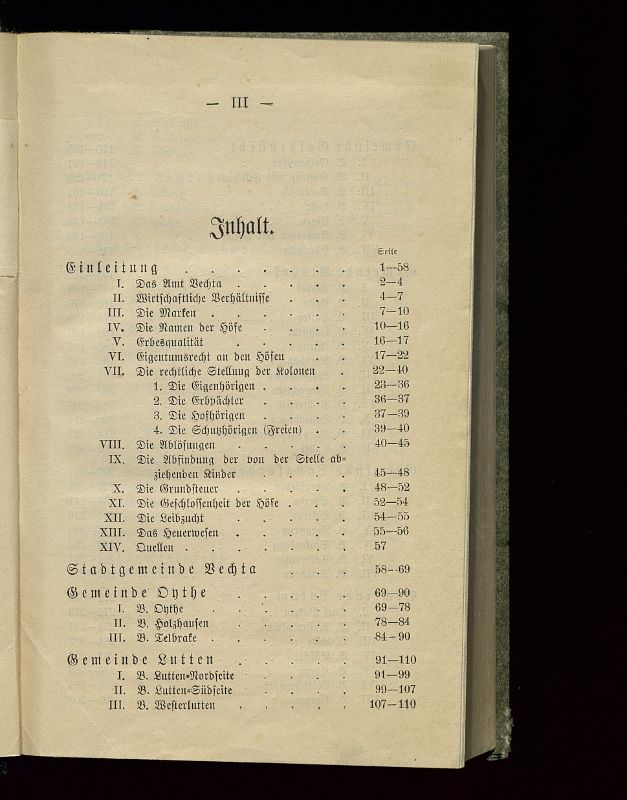 — III —
Inhalt.
Seite
Einleitung . . . . . . 1—58
I. Das Amt Vechta . . . . . 2—4
II. Wirtschaftliche Verhältnisse . . . 4—7
III. Die Marken . . . . . . 7—10
IV. Die Namen der Höfe . . . . 10—16
V. Erbesqualität . . . . . 16—17
VI. Eigentumsrecht an den Höfen . . 17—22
VII. Die rechtliche Stellung der Kolonen . 22—40
1. Die Eigenhörigen . . . . 23—36
2. Die Erbpächter . . . . 36—37
3. Die Hofhörigen . . . . 37—39
4. Die Schutzhörigen (Freien) . . 39—40
VIII. Die Ablösungen . . . . . 40—45
IX. Die Abfindung der von der Stelle ab-
ziehenden Kinder . . . . 45—48
X. Die Grundsteuer . . . . . 48—52
XI. Die Geschlossenheit der Höfe . . . 52—54
XII. Die Leibzucht . . . . . 54—55
XIII. Das Heuerwesen . . . . . 55—56
XIV. Quellen . . . . . . . 57
Stadtgemeinde Vechta . . 58—69
Gemeinde Oythe . . . . . 69—90
I. B. Oythe . . . . . . 69—78
II. B. Holzhausen . . . . . 78—84
III. B. Telbrake . . . . . . 84—90
Gemeinde Lutten . . . . . 91—110
I. B. Lutten-Nordseite . . . . 91—99
II. B. Lutten-Südseite . . . . 99—107
III. B. Westerlutten . . . . . 107—110